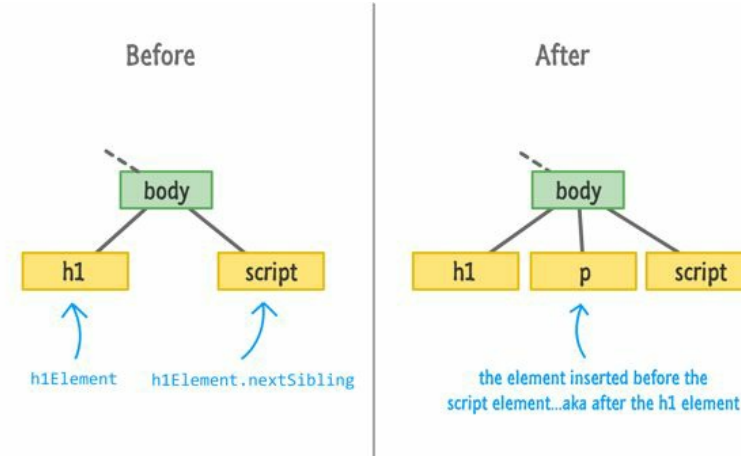 Before
body
h1
script
h1Element
h1Element.nextSibling
After
body
h1
p
script
the element inserted before the
script element...aka after the h1 element